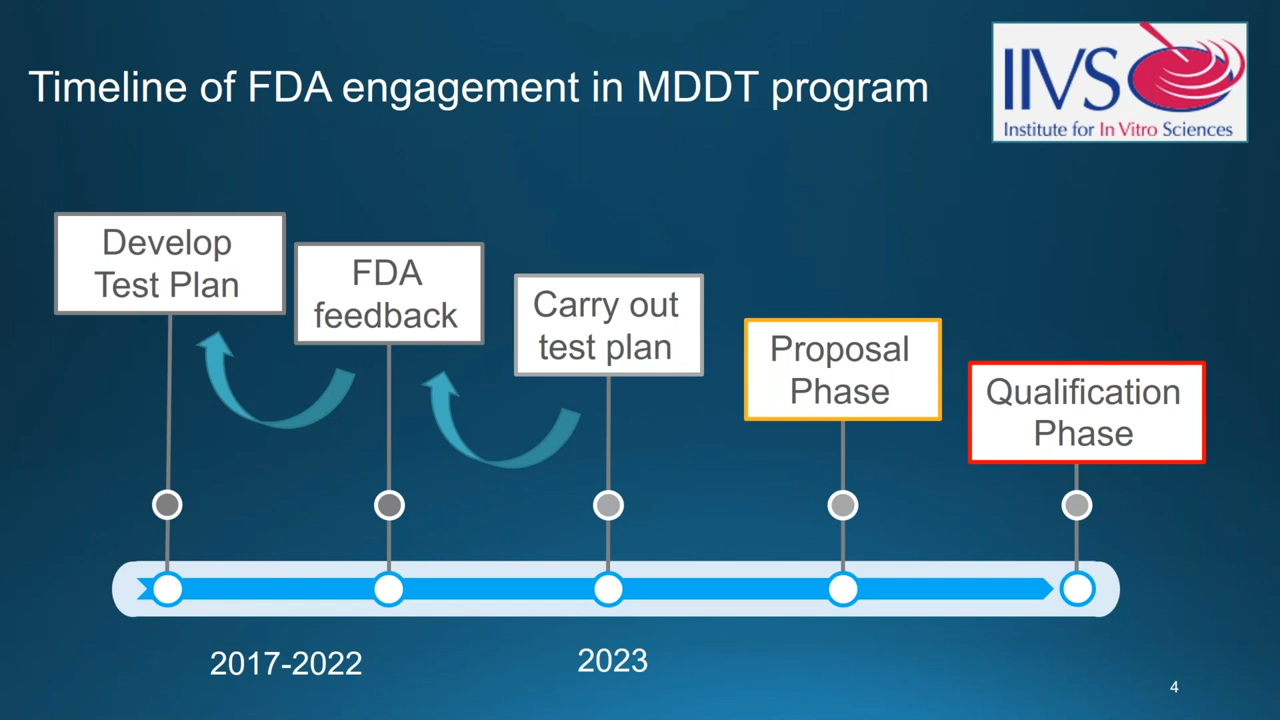 Timeline of FDA engagement in MDDT program
IIVS
Institute for In Vitro Sciences
Develop
Test Plan
FDA
feedback
Carry out
test plan
Proposal
Phase
Qualification
Phase
2017-2022
2023
4